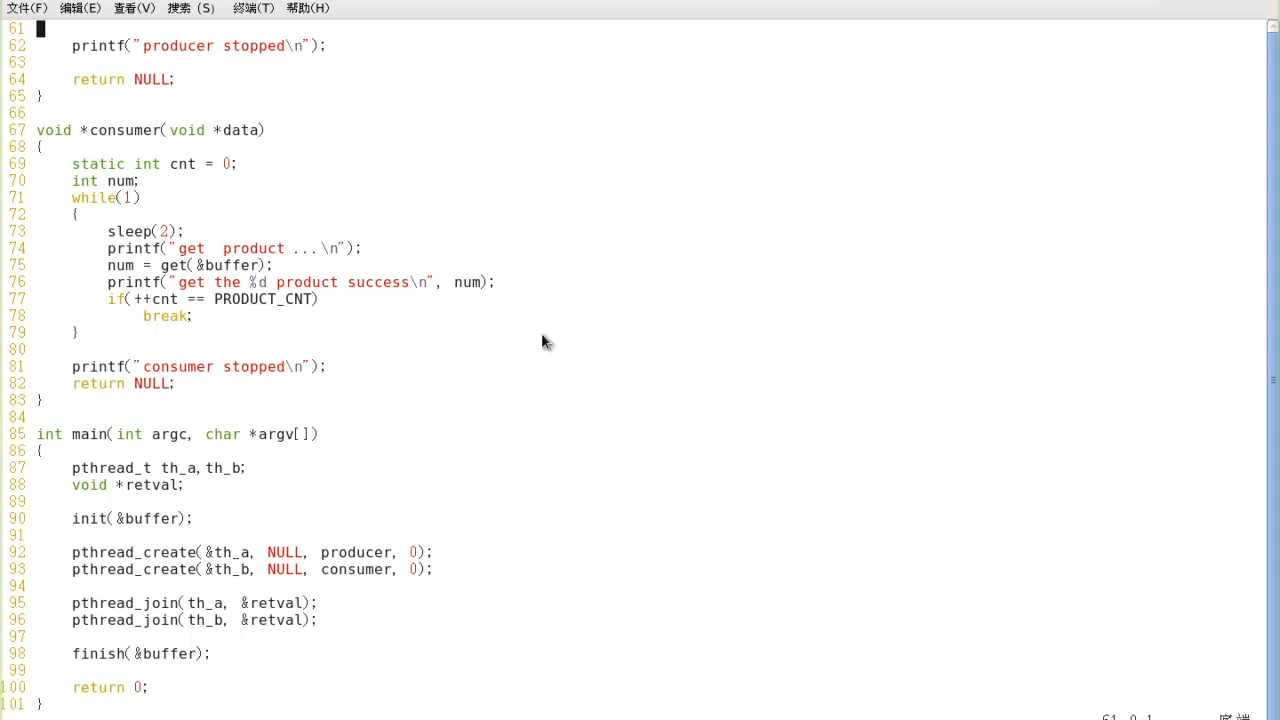 文件(F) 编辑(E) 查看(V) 搜索 (S) 终端(T) 帮助(H)
61
62     printf("producer stopped\n");
63
64     return NULL;
65 }
66
67 void *consumer(void *data)
68 {
69     static int cnt = 0;
70     int num;
71     while(1)
72     {
73         sleep(2);
74         printf("get  product ...\n");
75         num = get(&buffer);
76         printf("get the %d product success\n", num);
77         if(++cnt == PRODUCT_CNT)
78             break;
79     }
80
81     printf("consumer stopped\n");
82     return NULL;
83 }
84
85 int main(int argc, char *argv[])
86 {
87     pthread_t th_a,th_b;
88     void *retval;
89
90     init(&buffer);
91
92     pthread_create(&th_a, NULL, producer, 0);
93     pthread_create(&th_b, NULL, consumer, 0);
94
95     pthread_join(th_a, &retval);
96     pthread_join(th_b, &retval);
97
98     finish(&buffer);
99
100     return 0;
101 }
61,0-1 底端